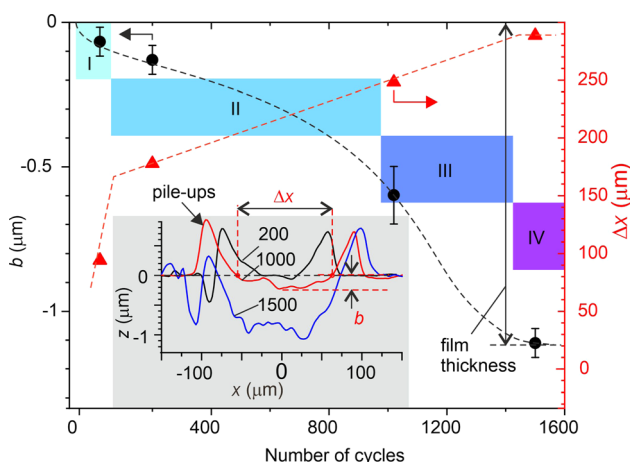 0
-0.5
-1
b (μm)
I
II
III
IV
300
250
200
150
100
50
0
Δx (μm)
pile-ups
Δx
200
1000
1500
b
0
-1
z (μm)
-100
0
100
x (μm)
film
thickness
0
400
800
1200
1600
Number of cycles